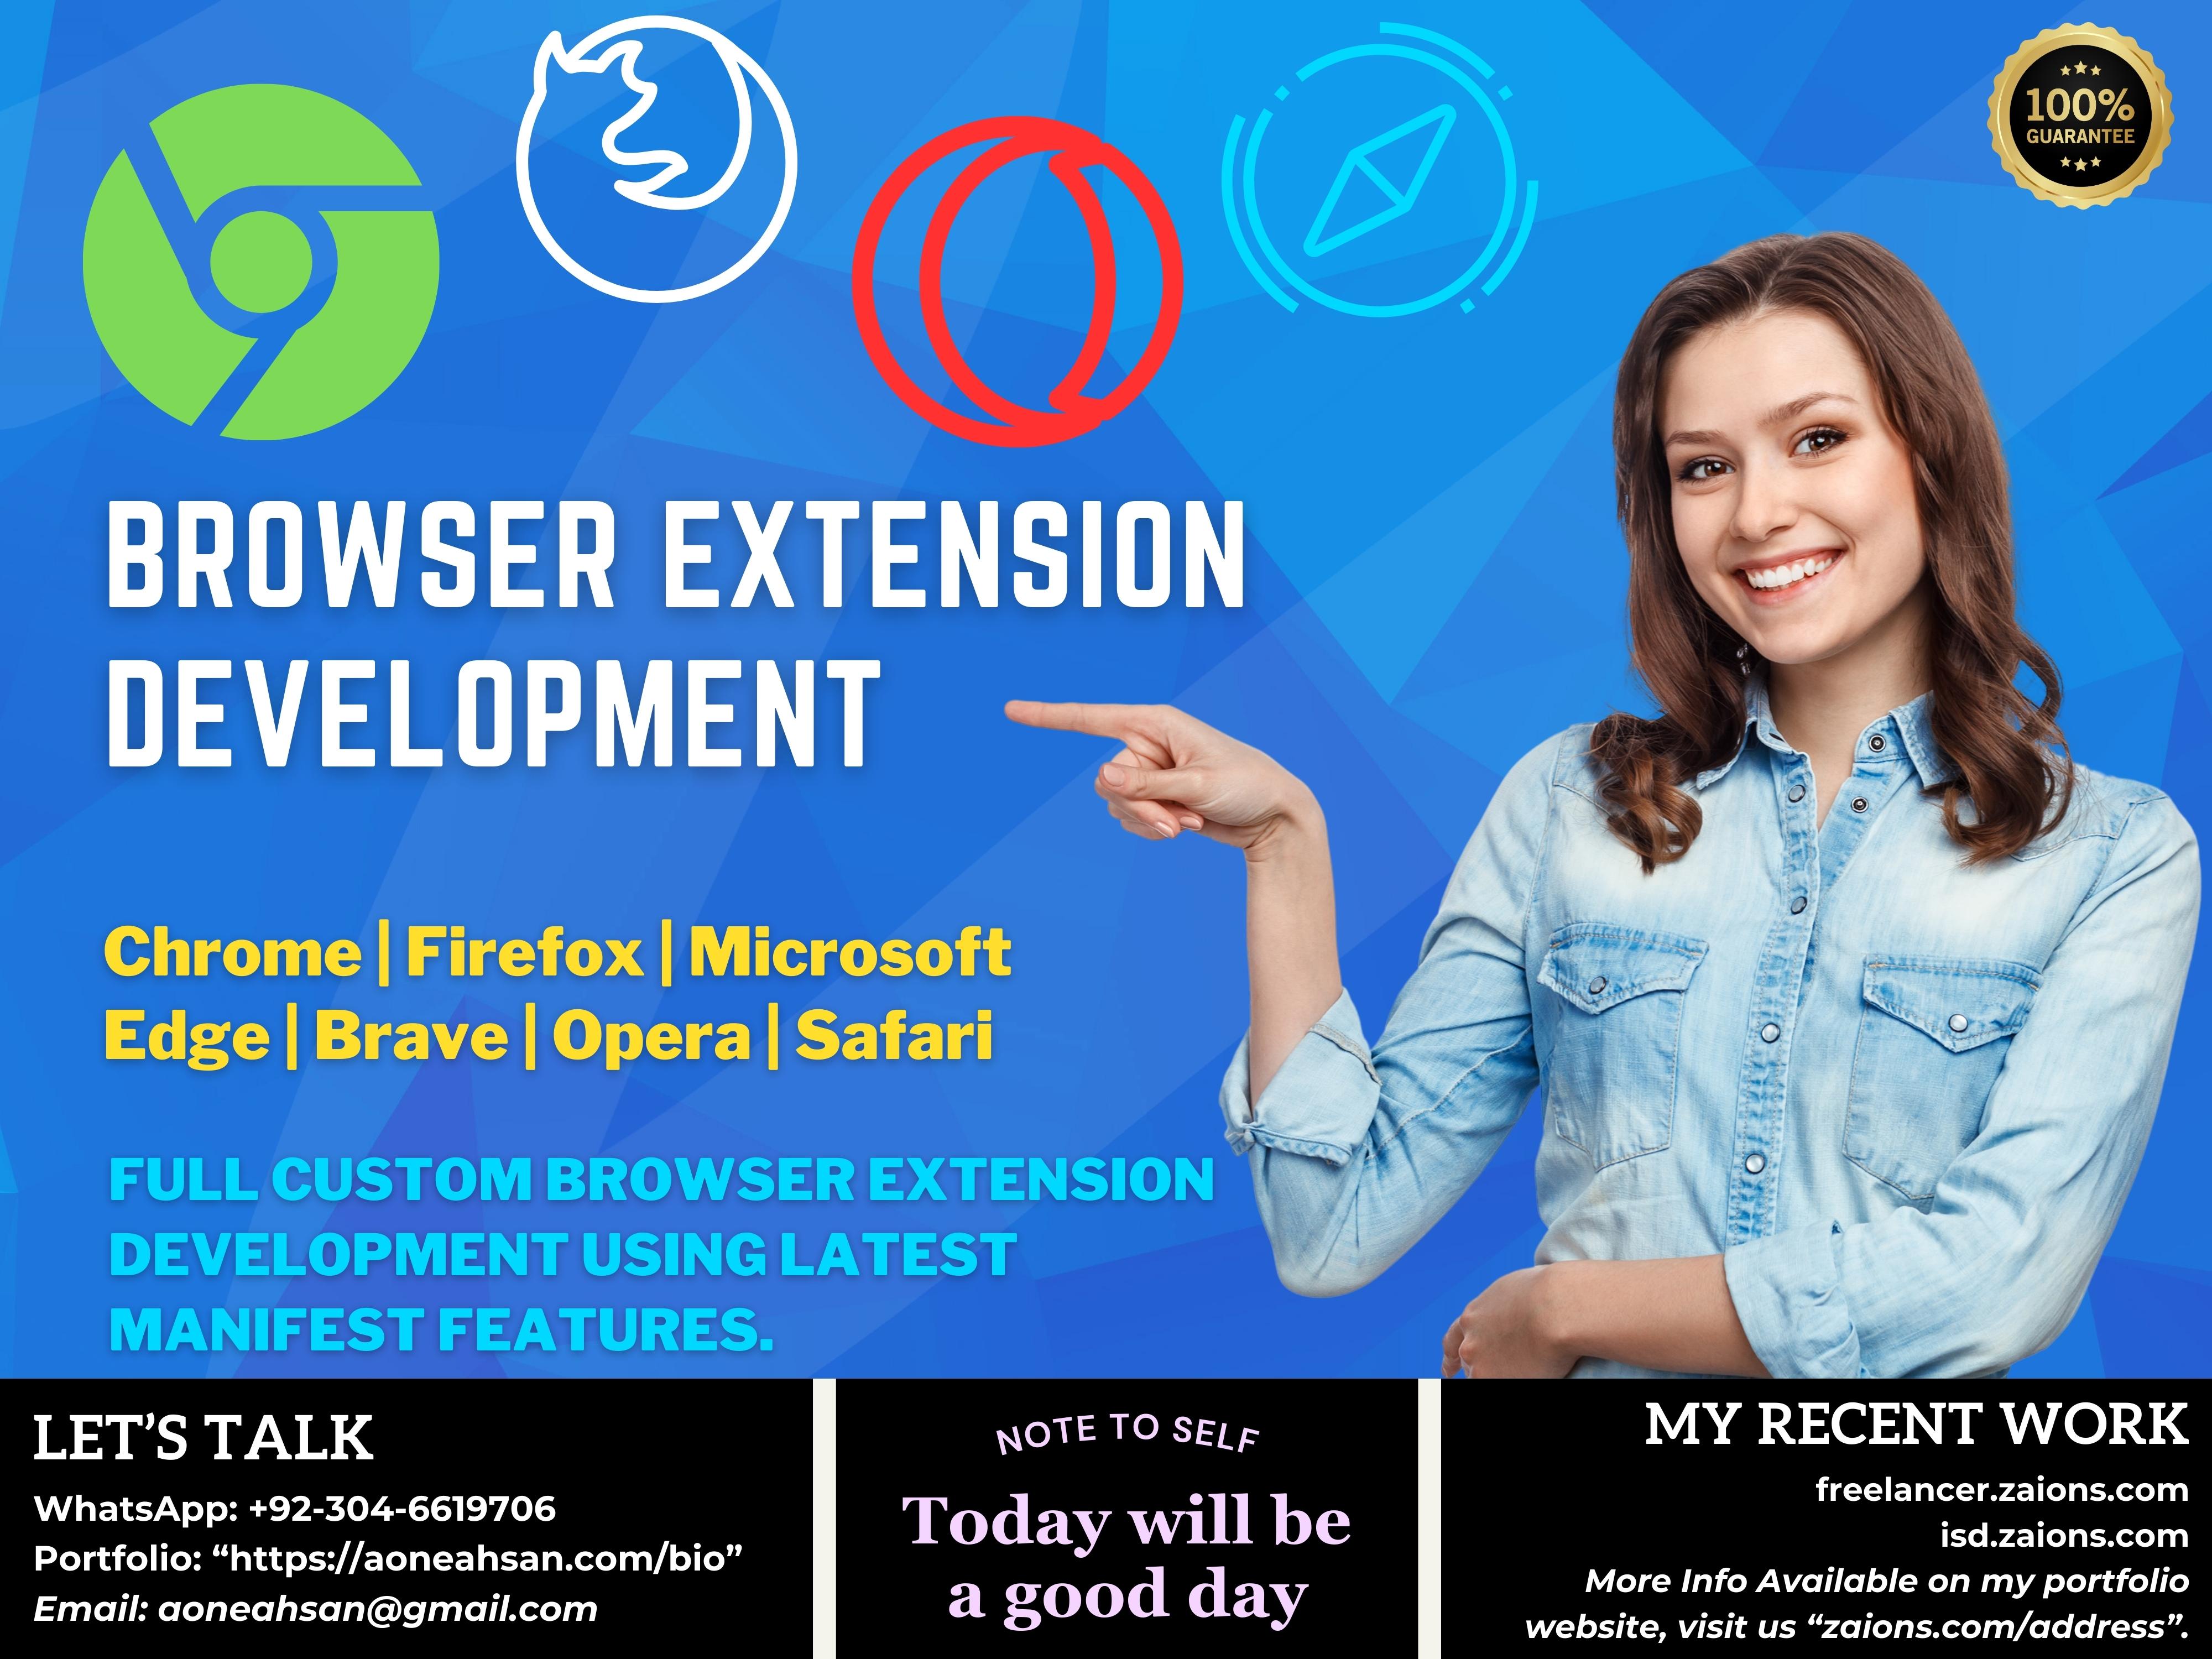 100%
GUARANTEE
BROWSER EXTENSION
DEVELOPMENT
Chrome | Firefox | Microsoft
Edge | Brave | Opera | Safari
FULL CUSTOM BROWSER EXTENSION
DEVELOPMENT USING LATEST
MANIFEST FEATURES.
LET’S TALK
WhatsApp: +92-304-6619706
Portfolio: “https://aoneahsan.com/bio”
Email: aoneahsan@gmail.com
NOTE TO SELF
Today will be
a good day
MY RECENT WORK
freelancer.zaions.com
isd.zaions.com
More Info Available on my portfolio
website, visit us “zaions.com/address”.